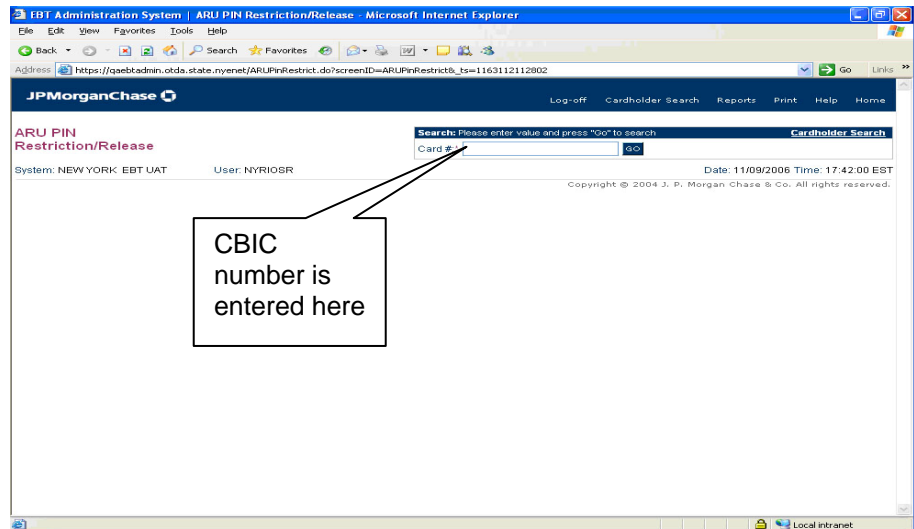 EBT Administration System | ARU PIN Restriction/Release - Microsoft Internet Explorer
File Edit View Favorites Tools Help
Back Search Favorites
Address https://qaebtadmin.otda.state.nyenet/ARUPinRestrict.do?screenID=ARUPinRestrict&_ts=1163112112802 Go Links »
JPMorganChase Log-off Cardholder Search Reports Print Help Home
ARU PIN
Restriction/Release
Search: Please enter value and press "Go" to search Cardholder Search
Card #:* GO
System: NEW YORK EBT UAT User: NYRIOSR Date: 11/09/2006 Time: 17:42:00 EST
Copyright © 2004 J. P. Morgan Chase & Co. All rights reserved.
CBIC
number is
entered here
Local intranet